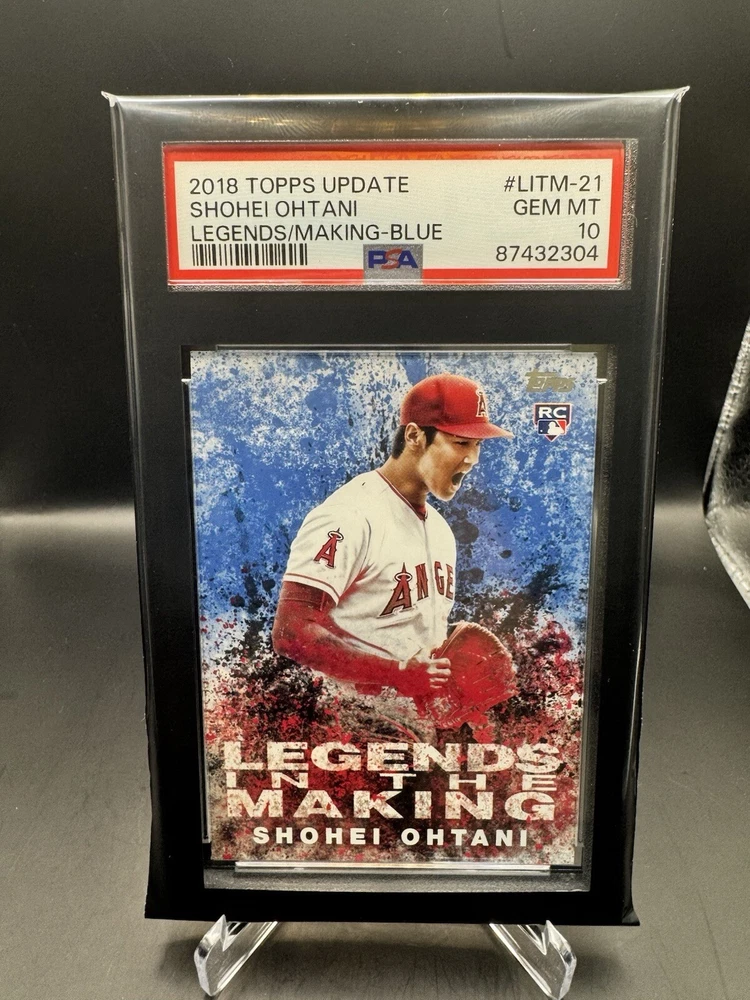 2018 TOPPS UPDATE #LITM-21
SHOHEI OHTANI GEM MT
LEGENDS/MAKING-BLUE 10
PSA 87432304
Topps
RC
A
A
ANGE
LEGENDS
IN THE
MAKING
SHOHEI OHTANI